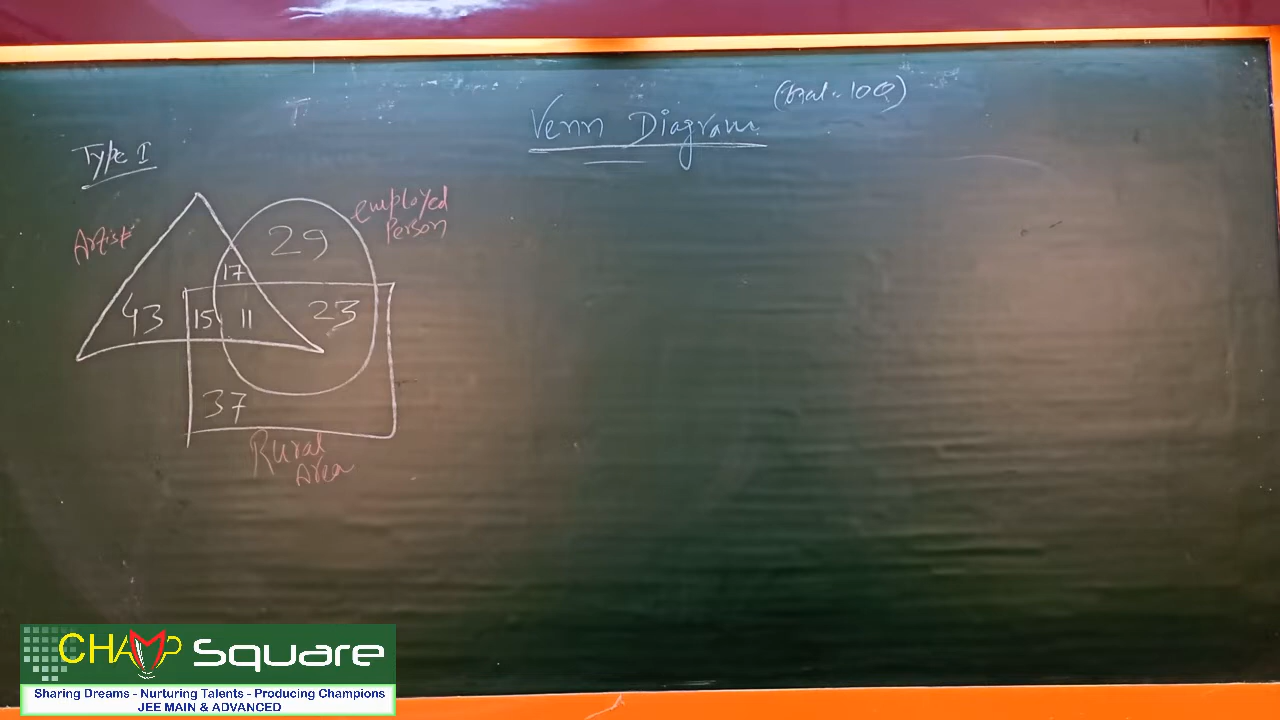 (total = 100)
Venn Diagram
Type I
employed
Person
Artist
29
17
43
15
11
23
37
Rural
Area
CHAMP Square
Sharing Dreams - Nurturing Talents - Producing Champions
JEE MAIN & ADVANCED